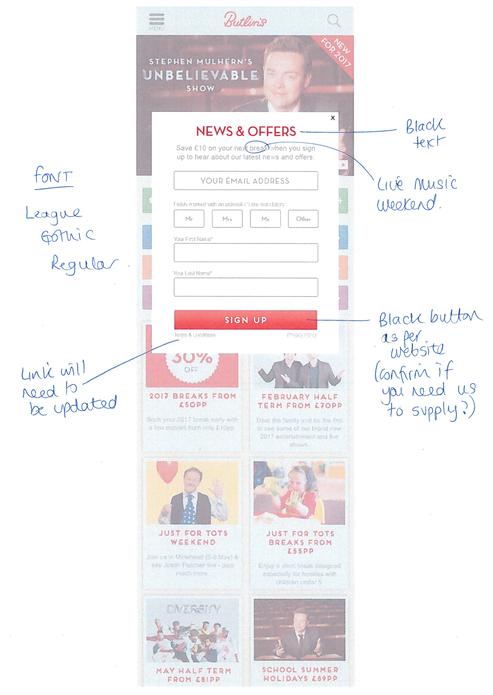 MENU
Butlin's
NEW
FOR 2017
STEPHEN MULHERN'S
UNBELIEVABLE
SHOW
x
NEWS & OFFERS
Black
text
Save £10 on your next break when you sign
up to hear about our latest news and offers.
Live music
weekend.
FONT
League
Gothic
Regular.
YOUR EMAIL ADDRESS
Fields marked with an asterisk (*) are mandatory
Mr
Mrs
Ms
Other
Your First Name*
Your Last Name*
SIGN UP
Black button
as per
website
(confirm if
you need us
to supply?)
Terms & Conditions
Privacy Policy
Link will
need to
be updated
30%
OFF
2017 BREAKS FROM
£50PP
Book your 2017 break early with
a low deposit from only £10pp
FEBRUARY HALF
TERM FROM £70PP
Dave the family and be the first
to see some of our brand new
2017 entertainment and live
shows.
JUST FOR TOTS
WEEKEND
Join us in Minehead (5-8 May) &
see Justin Fletcher live - plus
much more
JUST FOR TOTS
BREAKS FROM
£55PP
Enjoy a short break designed
especially for families with
children under 5
DIVERSITY
MAY HALF TERM
FROM £81PP
SCHOOL SUMMER
HOLIDAYS £69PP